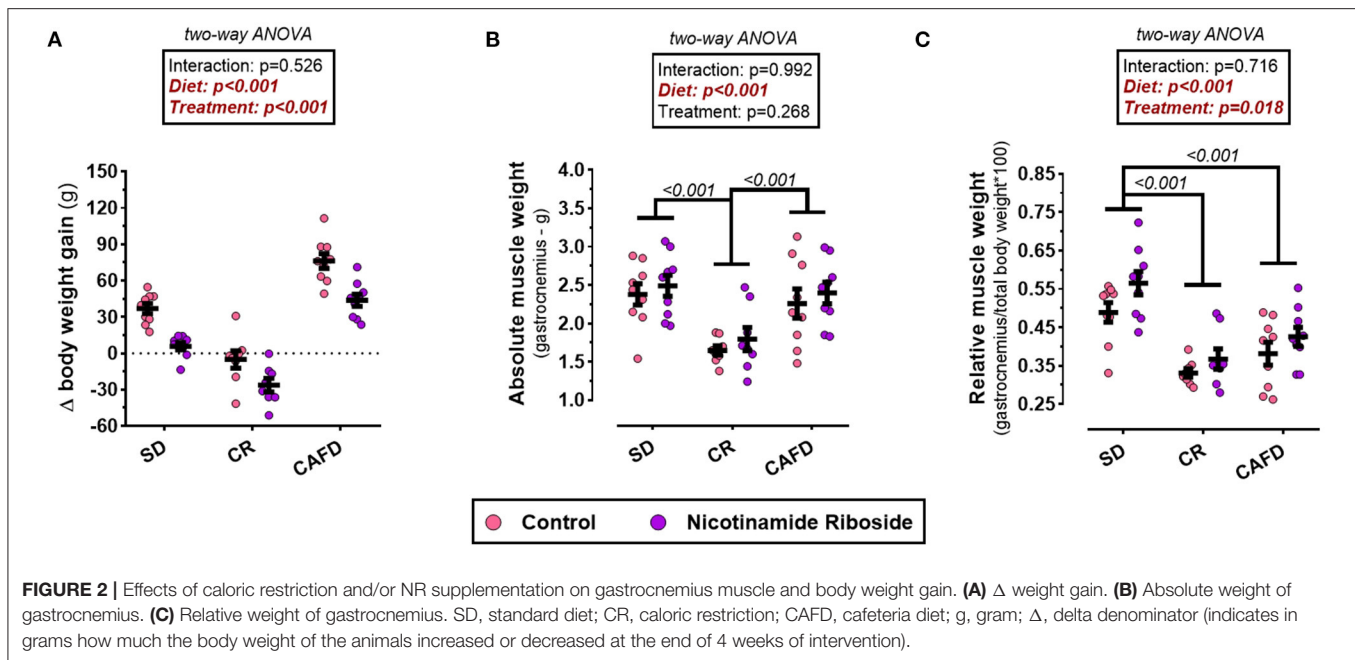 A
two-way ANOVA
Interaction: p=0.526
Diet: p<0.001
Treatment: p<0.001
Δ body weight gain (g)
150
120
90
60
30
0
-30
-60
SD
CR
CAFD
B
two-way ANOVA
Interaction: p=0.992
Diet: p<0.001
Treatment: p=0.268
Absolute muscle weight
(gastrocnemius - g)
4.0
3.5
3.0
2.5
2.0
1.5
1.0
<0.001
<0.001
SD
CR
CAFD
C
two-way ANOVA
Interaction: p=0.716
Diet: p<0.001
Treatment: p=0.018
Relative muscle weight
(gastrocnemius/total body weight*100)
0.85
0.75
0.65
0.55
0.45
0.35
0.25
<0.001
<0.001
SD
CR
CAFD
Control
Nicotinamide Riboside
FIGURE 2 | Effects of caloric restriction and/or NR supplementation on gastrocnemius muscle and body weight gain. (A) Δ weight gain. (B) Absolute weight of
gastrocnemius. (C) Relative weight of gastrocnemius. SD, standard diet; CR, caloric restriction; CAFD, cafeteria diet; g, gram; Δ, delta denominator (indicates in
grams how much the body weight of the animals increased or decreased at the end of 4 weeks of intervention).